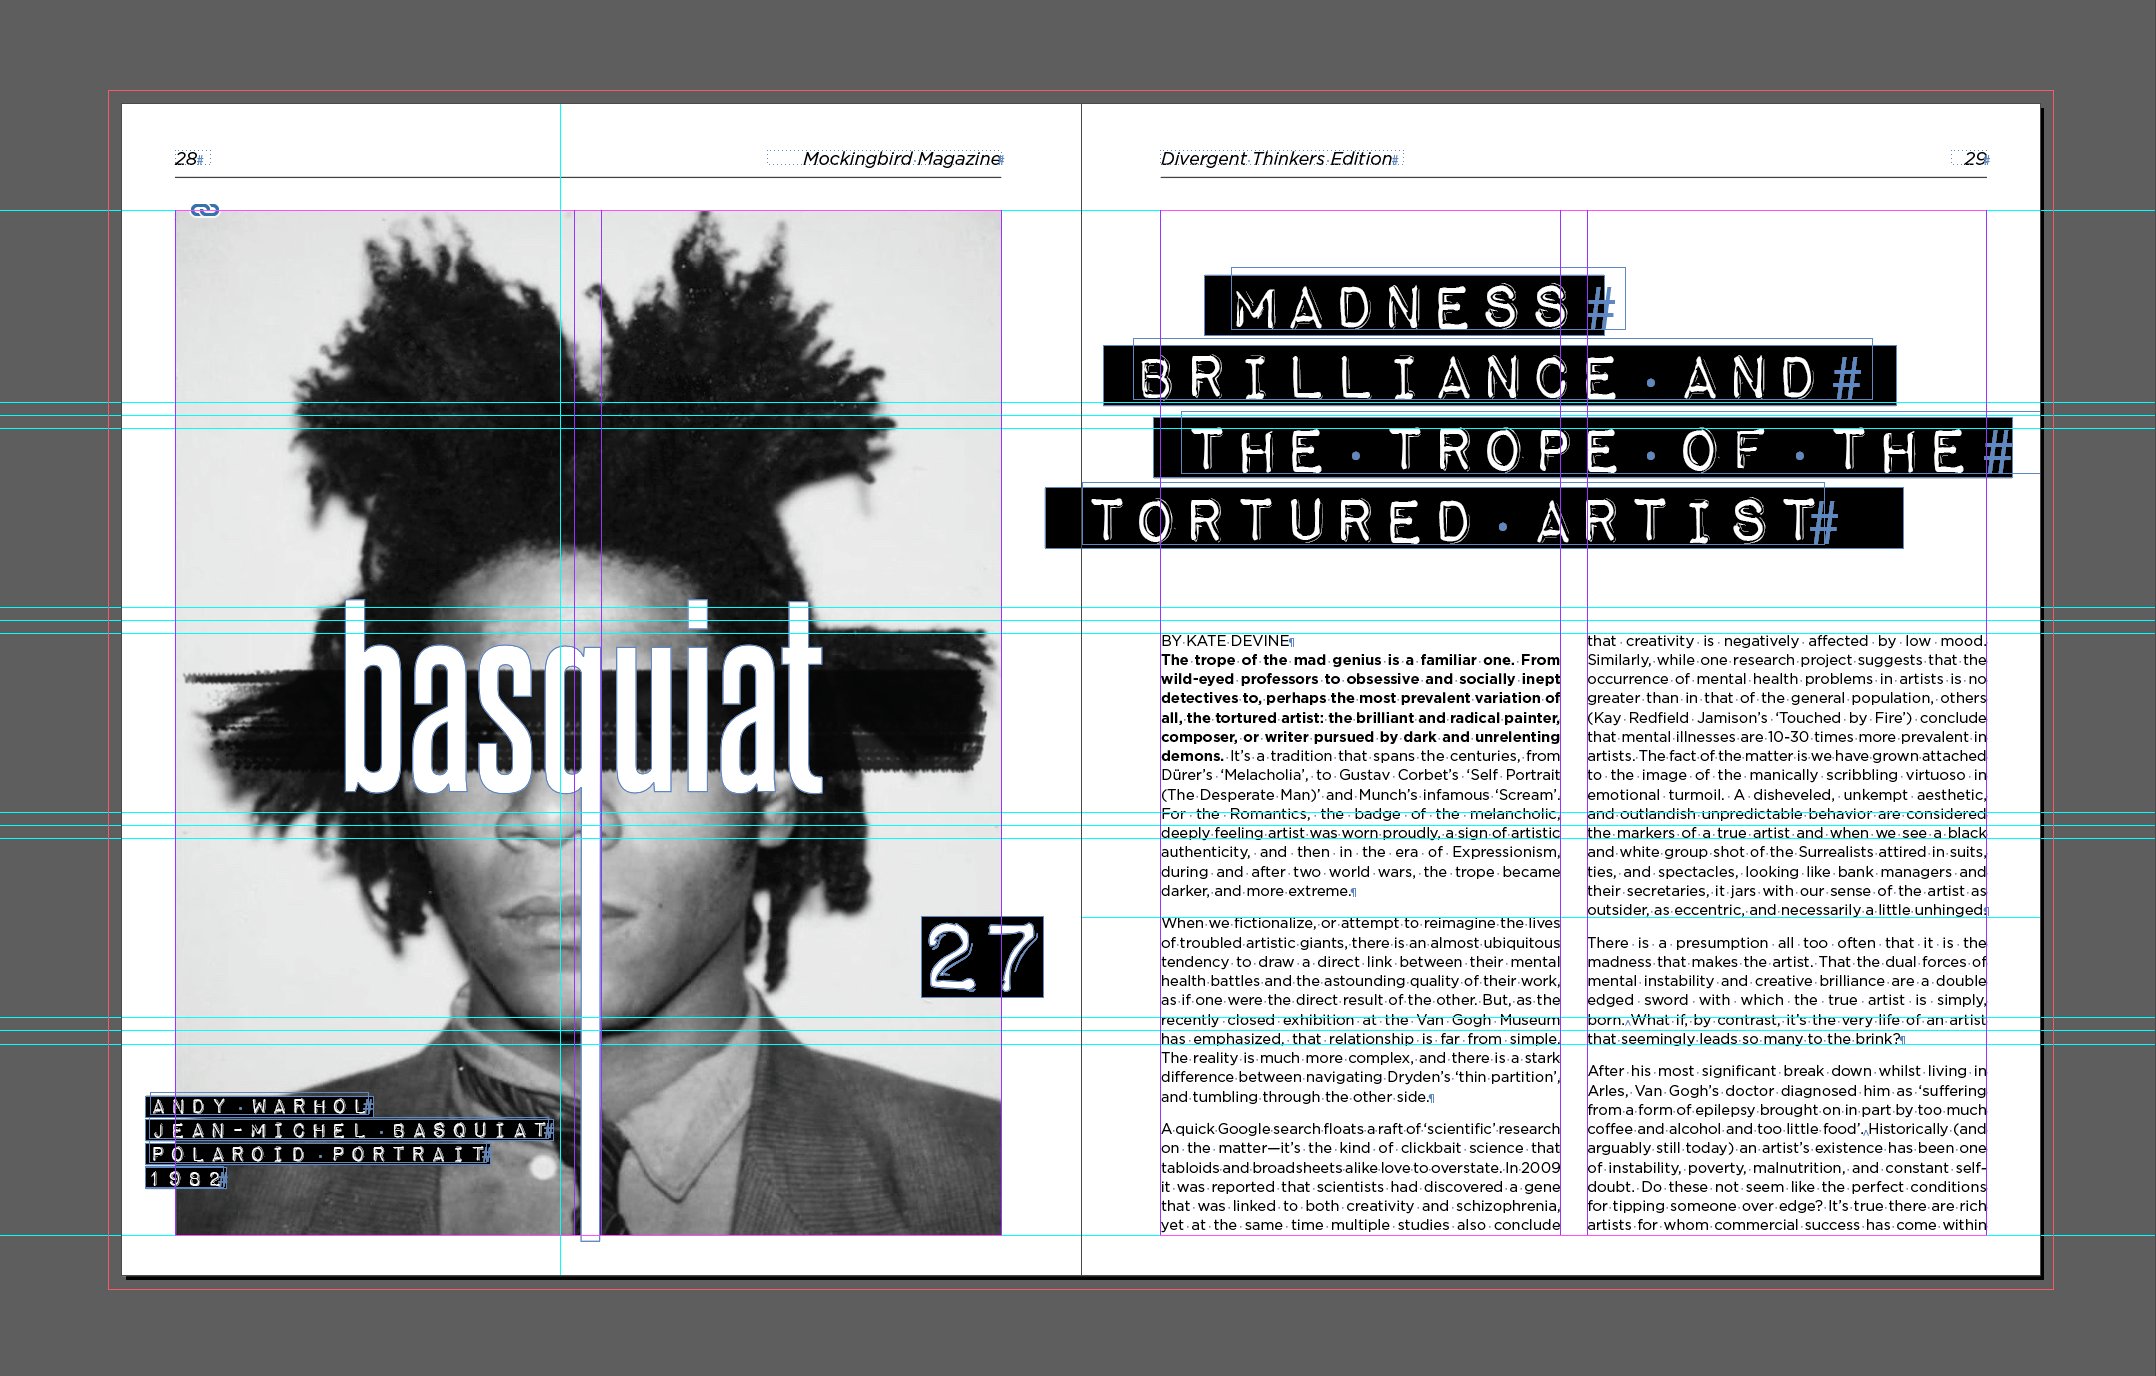 28
Mockingbird Magazine
basquiat
27
ANDY WARHOL
JEAN-MICHEL BASQUIAT
POLAROID PORTRAIT
1982
Divergent Thinkers Edition
29
MADNESS
BRILLIANCE AND
THE TROPE OF THE
TORTURED ARTIST
BY KATE DEVINE
The trope of the mad genius is a familiar one. From
wild-eyed professors to obsessive and socially inept
detectives to, perhaps the most prevalent variation of
all, the tortured artist: the brilliant and radical painter,
composer, or writer pursued by dark and unrelenting
demons. It's a tradition that spans the centuries, from
Dürer's ‘Melacholia’, to Gustav Corbet's ‘Self Portrait
(The Desperate Man)’ and Munch's infamous ‘Scream’.
For the Romantics, the badge of the melancholic,
deeply feeling artist was worn proudly, a sign of artistic
authenticity, and then in the era of Expressionism,
during and after two world wars, the trope became
darker, and more extreme.
When we fictionalize, or attempt to reimagine the lives
of troubled artistic giants, there is an almost ubiquitous
tendency to draw a direct link between their mental
health battles and the astounding quality of their work,
as if one were the direct result of the other. But, as the
recently closed exhibition at the Van Gogh Museum
has emphasized, that relationship is far from simple.
The reality is much more complex, and there is a stark
difference between navigating Dryden's ‘thin partition’,
and tumbling through the other side.
A quick Google search floats a raft of ‘scientific’ research
on the matter—it's the kind of clickbait science that
tabloids and broadsheets alike love to overstate. In 2009
it was reported that scientists had discovered a gene
that was linked to both creativity and schizophrenia,
yet at the same time multiple studies also conclude
that creativity is negatively affected by low mood.
Similarly, while one research project suggests that the
occurrence of mental health problems in artists is no
greater than in that of the general population, others
(Kay Redfield Jamison's ‘Touched by Fire’) conclude
that mental illnesses are 10-30 times more prevalent in
artists. The fact of the matter is we have grown attached
to the image of the manically scribbling virtuoso in
emotional turmoil. A disheveled, unkempt aesthetic,
and outlandish unpredictable behavior are considered
the markers of a true artist and when we see a black
and white group shot of the Surrealists attired in suits,
ties, and spectacles, looking like bank managers and
their secretaries, it jars with our sense of the artist as
outsider, as eccentric, and necessarily a little unhinged.
There is a presumption all too often that it is the
madness that makes the artist. That the dual forces of
mental instability and creative brilliance are a double
edged sword with which the true artist is simply,
born. What if, by contrast, it's the very life of an artist
that seemingly leads so many to the brink?
After his most significant break down whilst living in
Arles, Van Gogh's doctor diagnosed him as ‘suffering
from a form of epilepsy brought on in part by too much
coffee and alcohol and too little food’. Historically (and
arguably still today) an artist's existence has been one
of instability, poverty, malnutrition, and constant self-
doubt. Do these not seem like the perfect conditions
for tipping someone over edge? It's true there are rich
artists for whom commercial success has come within